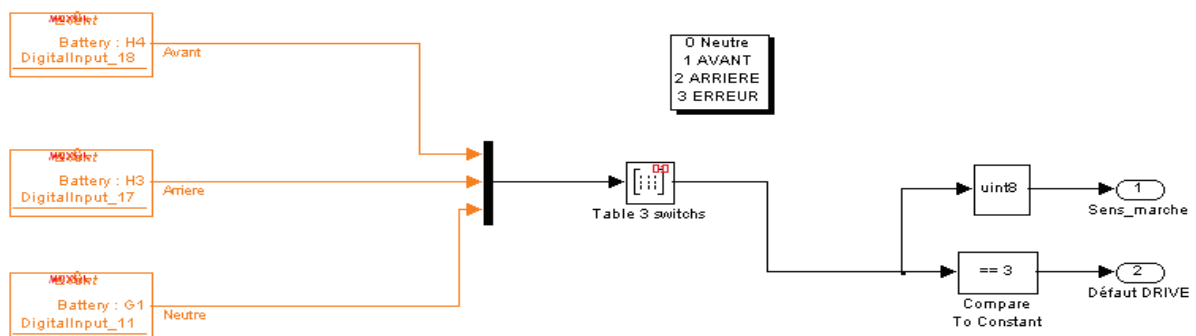 Battery : H4
DigitalInput_18
Avant
0 Neutre
1 AVANT
2 ARRIERE
3 ERREUR
Battery : H3
DigitalInput_17
Arriere
Table 3 switchs
uint8
1
Sens_marche
== 3
Compare
To Constant
2
Défaut DRIVE
Battery : G1
DigitalInput_11
Neutre